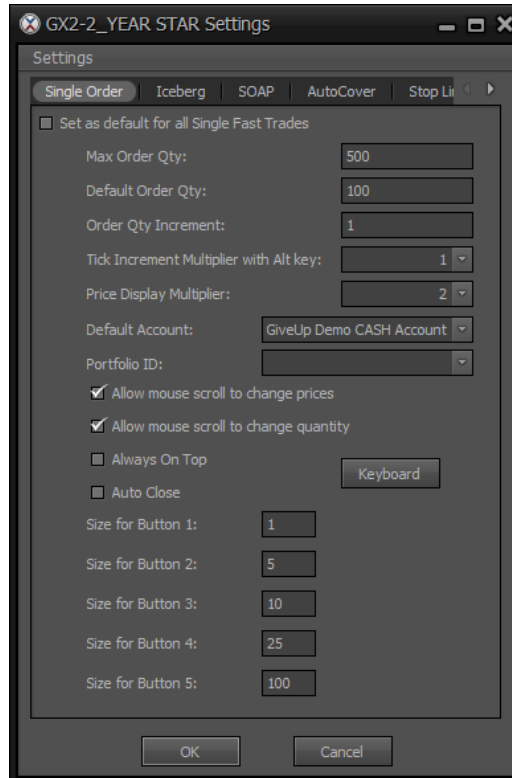 GX2-2_YEAR STAR Settings
Settings
Single Order Iceberg SOAP AutoCover Stop Li
Set as default for all Single Fast Trades
Max Order Qty: 500
Default Order Qty: 100
Order Qty Increment: 1
Tick Increment Multiplier with Alt key: 1
Price Display Multiplier: 2
Default Account: GiveUp Demo CASH Account
Portfolio ID:
Allow mouse scroll to change prices
Allow mouse scroll to change quantity
Always On Top
Keyboard
Auto Close
Size for Button 1: 1
Size for Button 2: 5
Size for Button 3: 10
Size for Button 4: 25
Size for Button 5: 100
OK Cancel